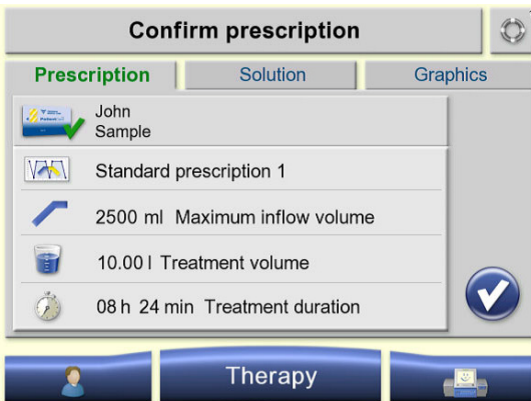 Confirm prescription
Prescription Solution Graphics
John
Sample
Standard prescription 1
2500 ml Maximum inflow volume
10.00 l Treatment volume
08 h 24 min Treatment duration
Therapy